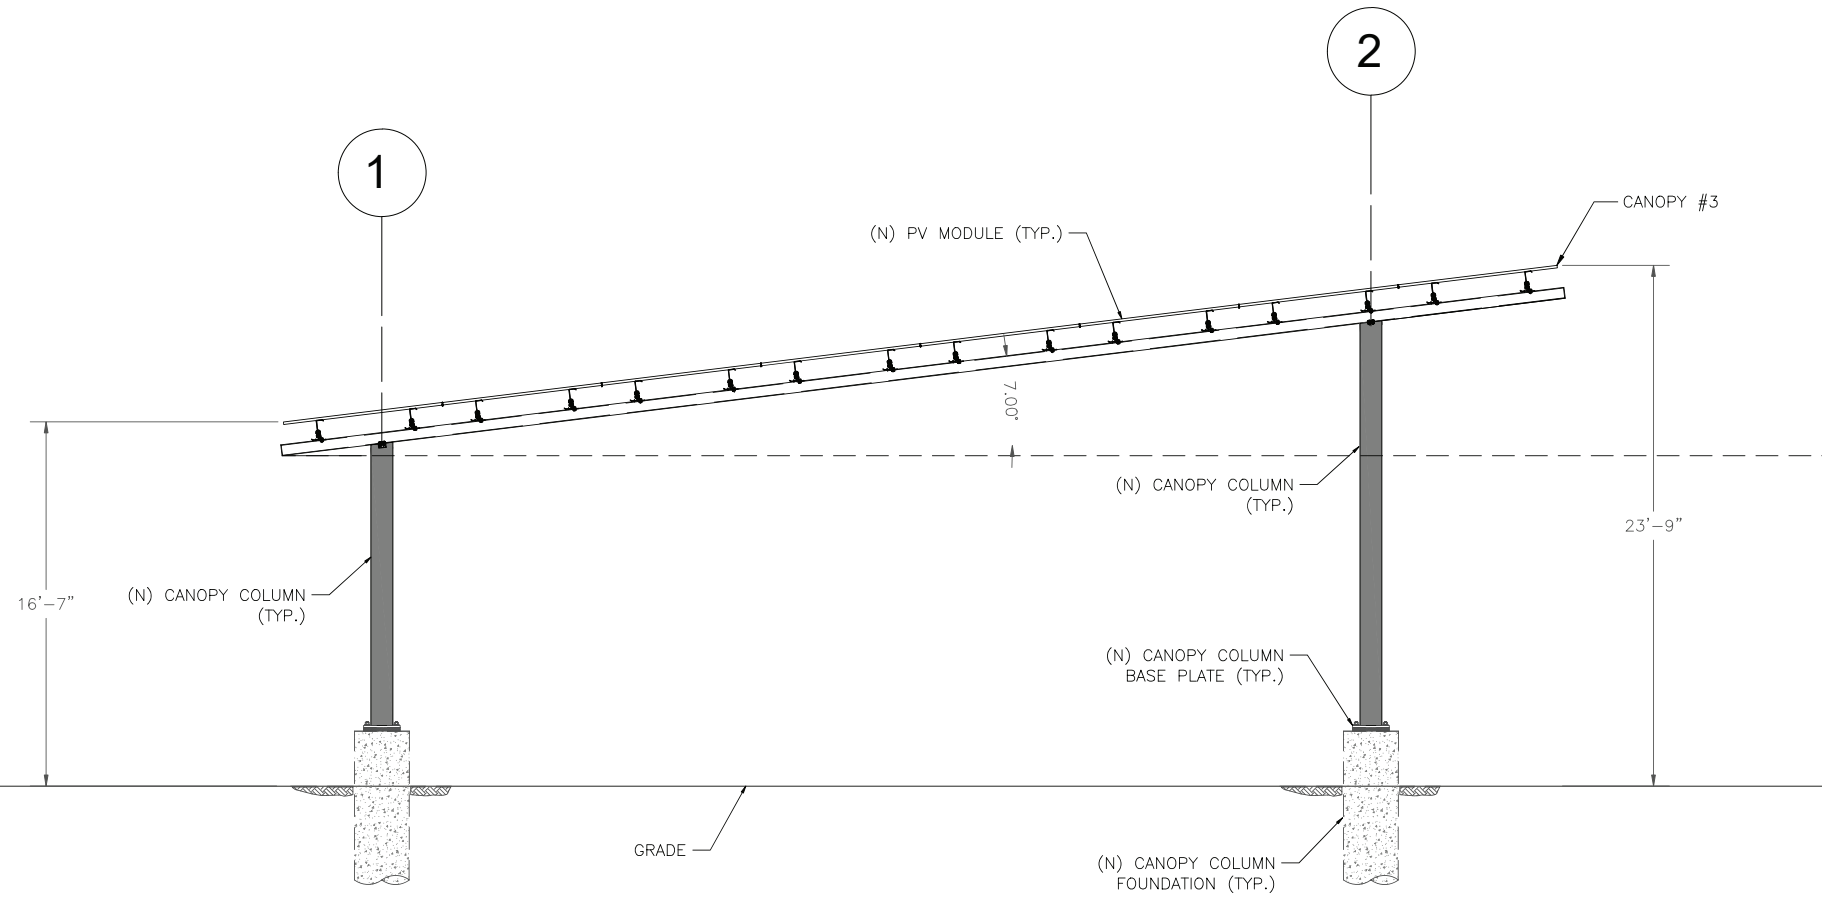 2
1
CANOPY #3
(N) PV MODULE (TYP.)
7.00°
(N) CANOPY COLUMN
(TYP.)
23'-9"
16'-7"
(N) CANOPY COLUMN
(TYP.)
(N) CANOPY COLUMN
BASE PLATE (TYP.)
GRADE
(N) CANOPY COLUMN
FOUNDATION (TYP.)